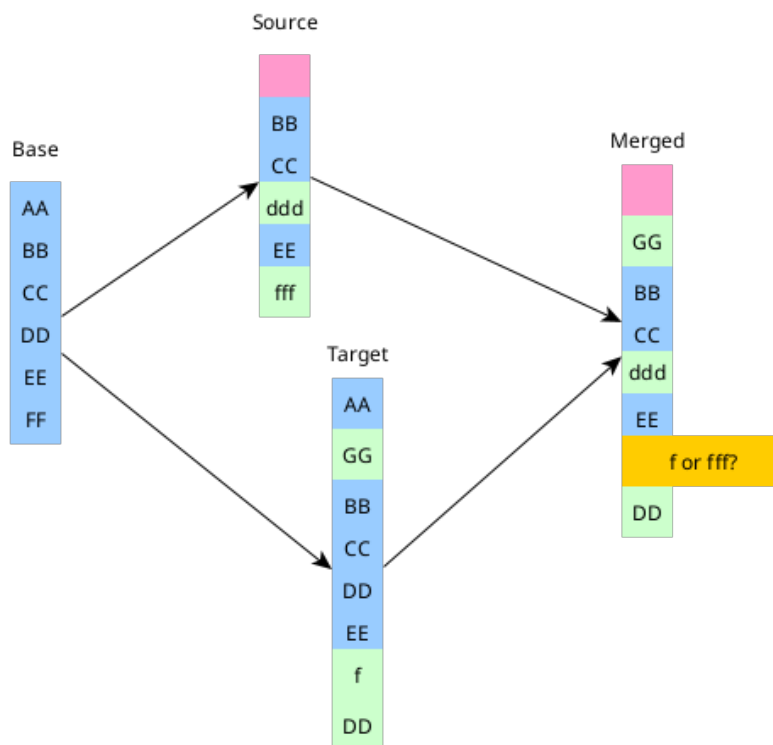 Source
BB
CC
ddd
EE
fff
Base
AA
BB
CC
DD
EE
FF
Target
AA
GG
BB
CC
DD
EE
f
DD
Merged
GG
BB
CC
ddd
EE
f or fff?
DD